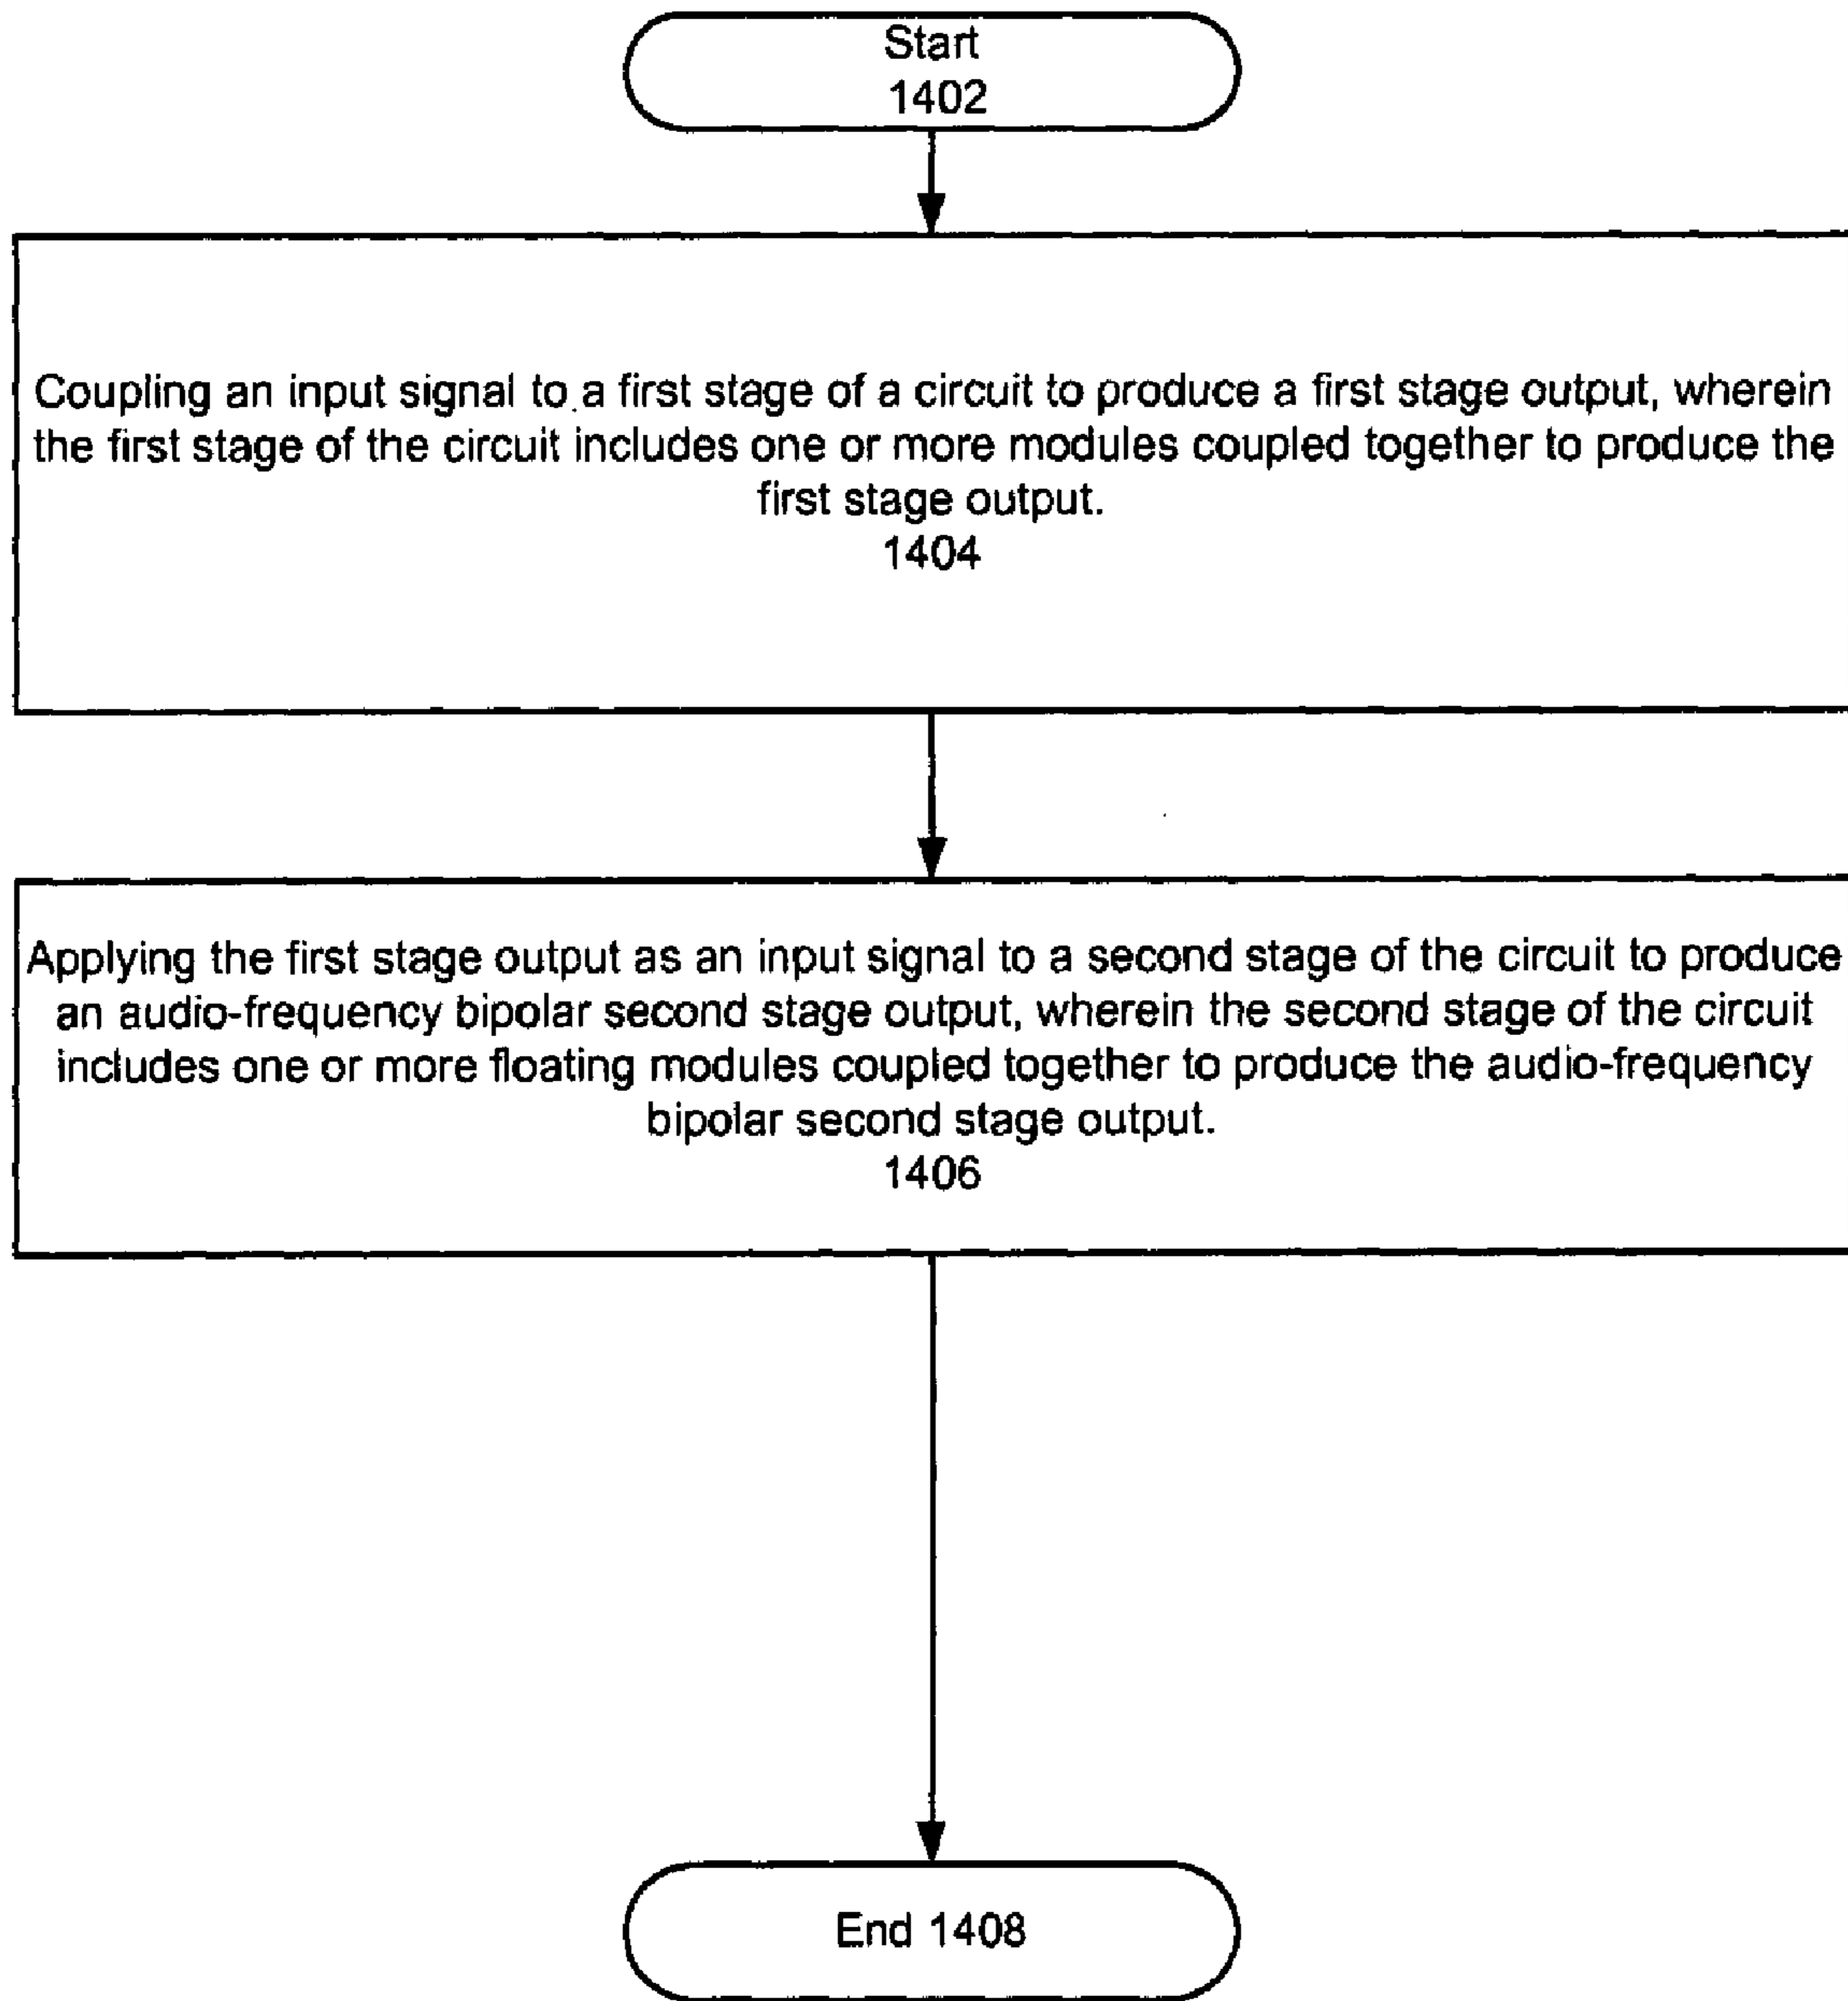 Start
1402
Coupling an input signal to a first stage of a circuit to produce a first stage output, wherein
the first stage of the circuit includes one or more modules coupled together to produce the
first stage output.
1404
Applying the first stage output as an input signal to a second stage of the circuit to produce
an audio-frequency bipolar second stage output, wherein the second stage of the circuit
includes one or more floating modules coupled together to produce the audio-frequency
bipolar second stage output.
1406
End 1408